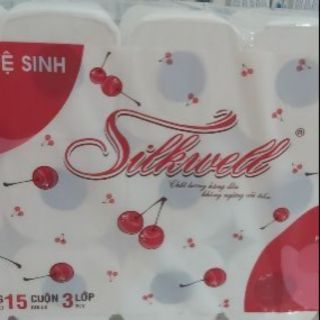 Ệ SINH
Silkwell ®
Chất lượng hàng đầu
không ngừng cải tiến
15 CUỘN 3 LỚP
ROLLS PLY